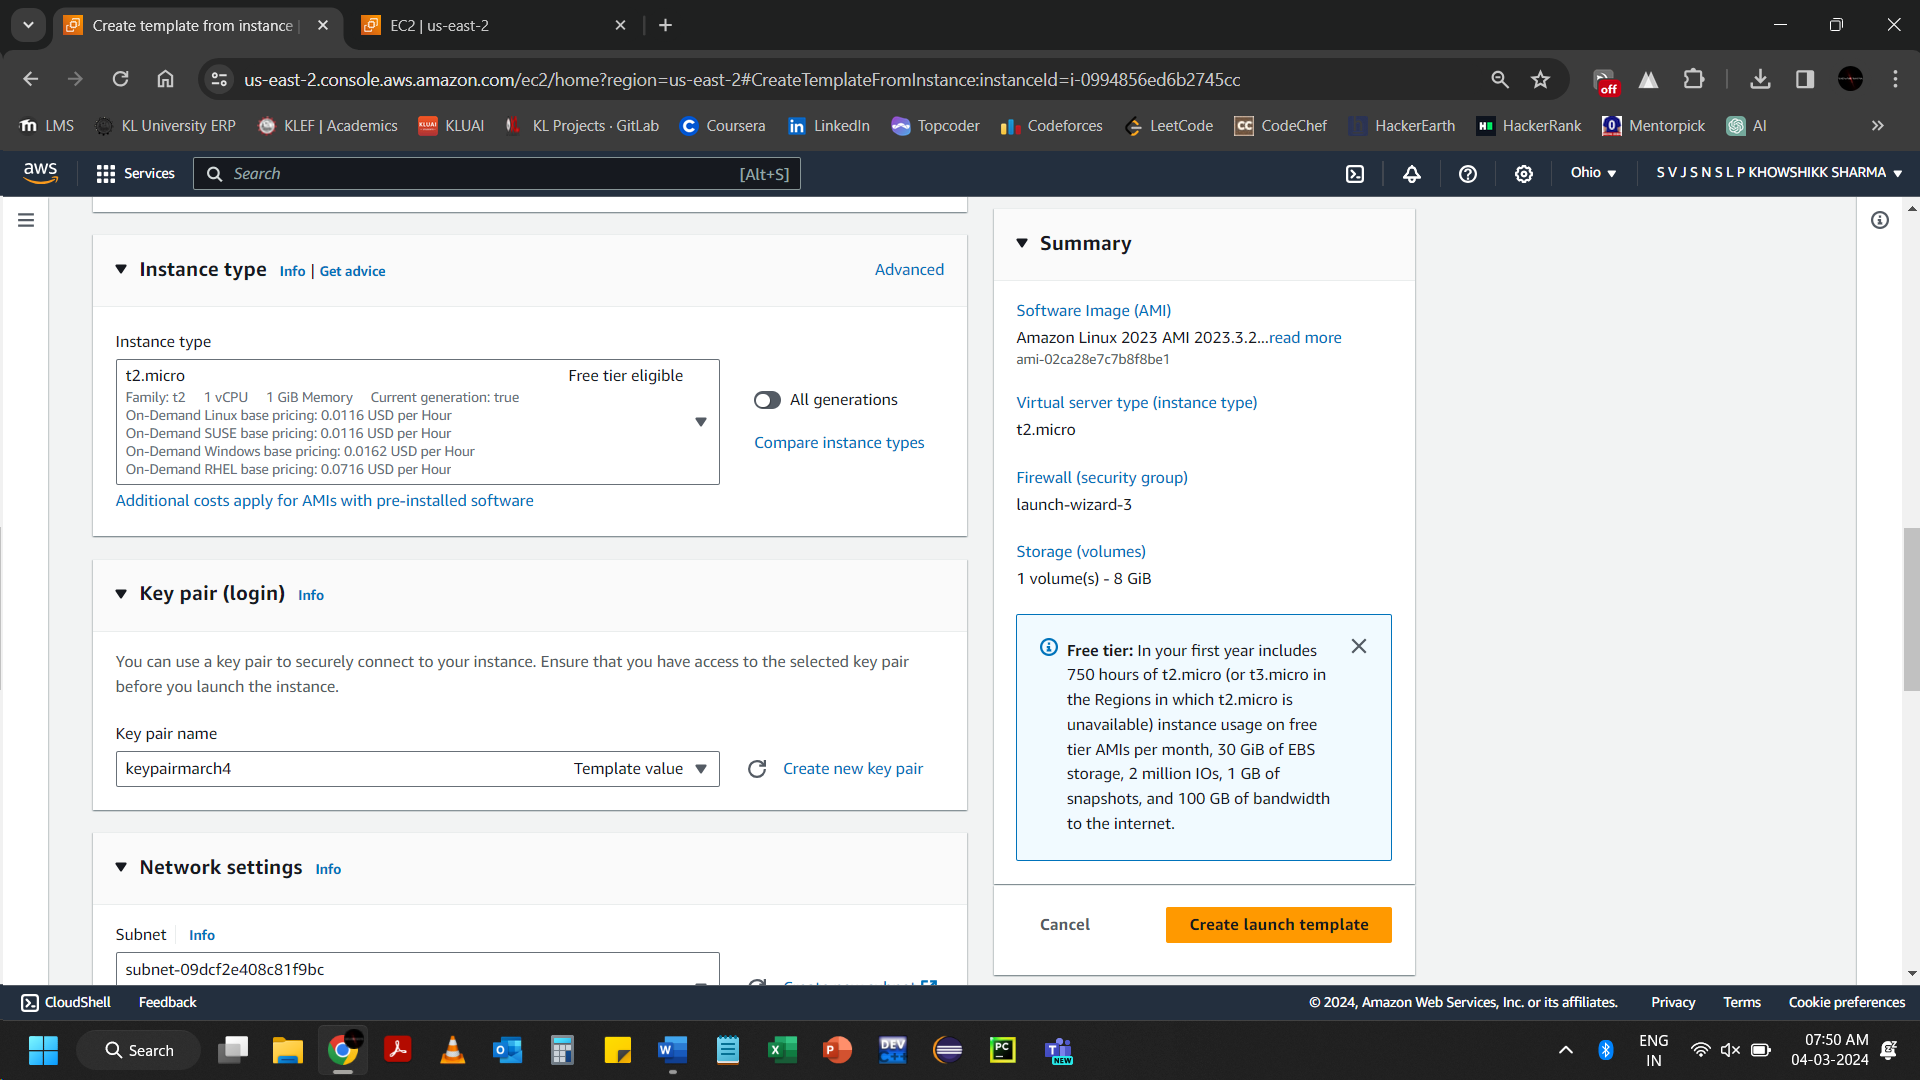 Create template from instance
EC2 | us-east-2
us-east-2.console.aws.amazon.com/ec2/home?region=us-east-2#CreateTemplateFromInstance:instanceId=i-0994856ed6b2745cc
off
LMS
KL University ERP
KLEF | Academics
KLUAI
KL Projects · GitLab
Coursera
LinkedIn
Topcoder
Codeforces
LeetCode
CodeChef
HackerEarth
HackerRank
Mentorpick
AI
aws
Services
Search
[Alt+S]
Ohio
S V J S N S L P KHOWSHIKK SHARMA
Instance type
Info | Get advice
Advanced
Instance type
t2.micro
Free tier eligible
Family: t2 1 vCPU 1 GiB Memory Current generation: true
On-Demand Linux base pricing: 0.0116 USD per Hour
On-Demand SUSE base pricing: 0.0116 USD per Hour
On-Demand Windows base pricing: 0.0162 USD per Hour
On-Demand RHEL base pricing: 0.0716 USD per Hour
All generations
Compare instance types
Additional costs apply for AMIs with pre-installed software
Key pair (login)
Info
You can use a key pair to securely connect to your instance. Ensure that you have access to the selected key pair
before you launch the instance.
Key pair name
keypairmarch4
Template value
Create new key pair
Network settings
Info
Subnet
Info
subnet-09dcf2e408c81f9bc
Summary
Software Image (AMI)
Amazon Linux 2023 AMI 2023.3.2...read more
ami-02ca28e7c7b8f8be1
Virtual server type (instance type)
t2.micro
Firewall (security group)
launch-wizard-3
Storage (volumes)
1 volume(s) - 8 GiB
Free tier: In your first year includes
750 hours of t2.micro (or t3.micro in
the Regions in which t2.micro is
unavailable) instance usage on free
tier AMIs per month, 30 GiB of EBS
storage, 2 million IOs, 1 GB of
snapshots, and 100 GB of bandwidth
to the internet.
Cancel
Create launch template
CloudShell
Feedback
© 2024, Amazon Web Services, Inc. or its affiliates.
Privacy
Terms
Cookie preferences
Search
DEV
PC
NEW
ENG
IN
07:50 AM
04-03-2024